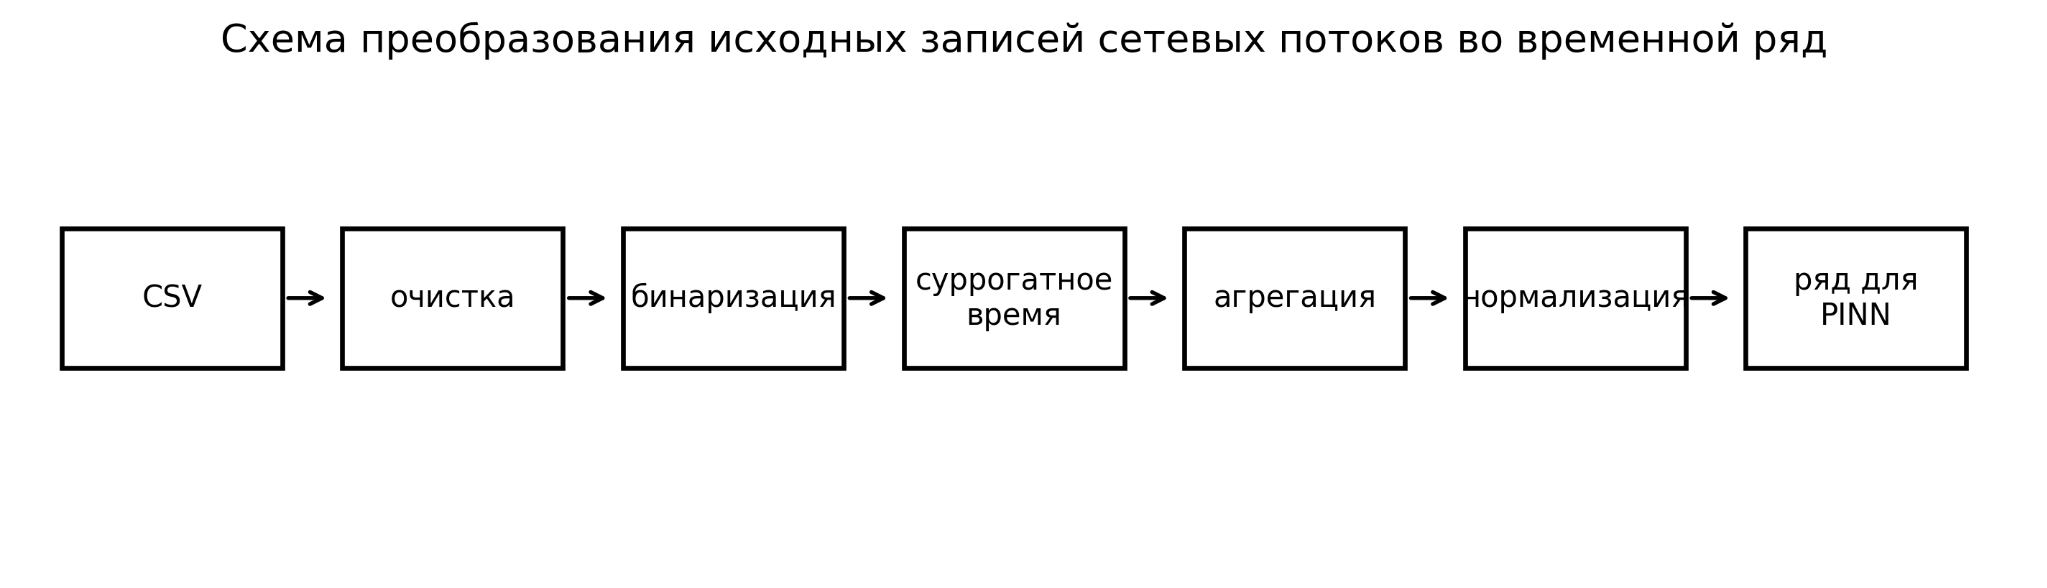 Схема преобразования исходных записей сетевых потоков во временной ряд
CSV
очистка
бинаризация
суррогатное
время
агрегация
нормализация
ряд для
PINN